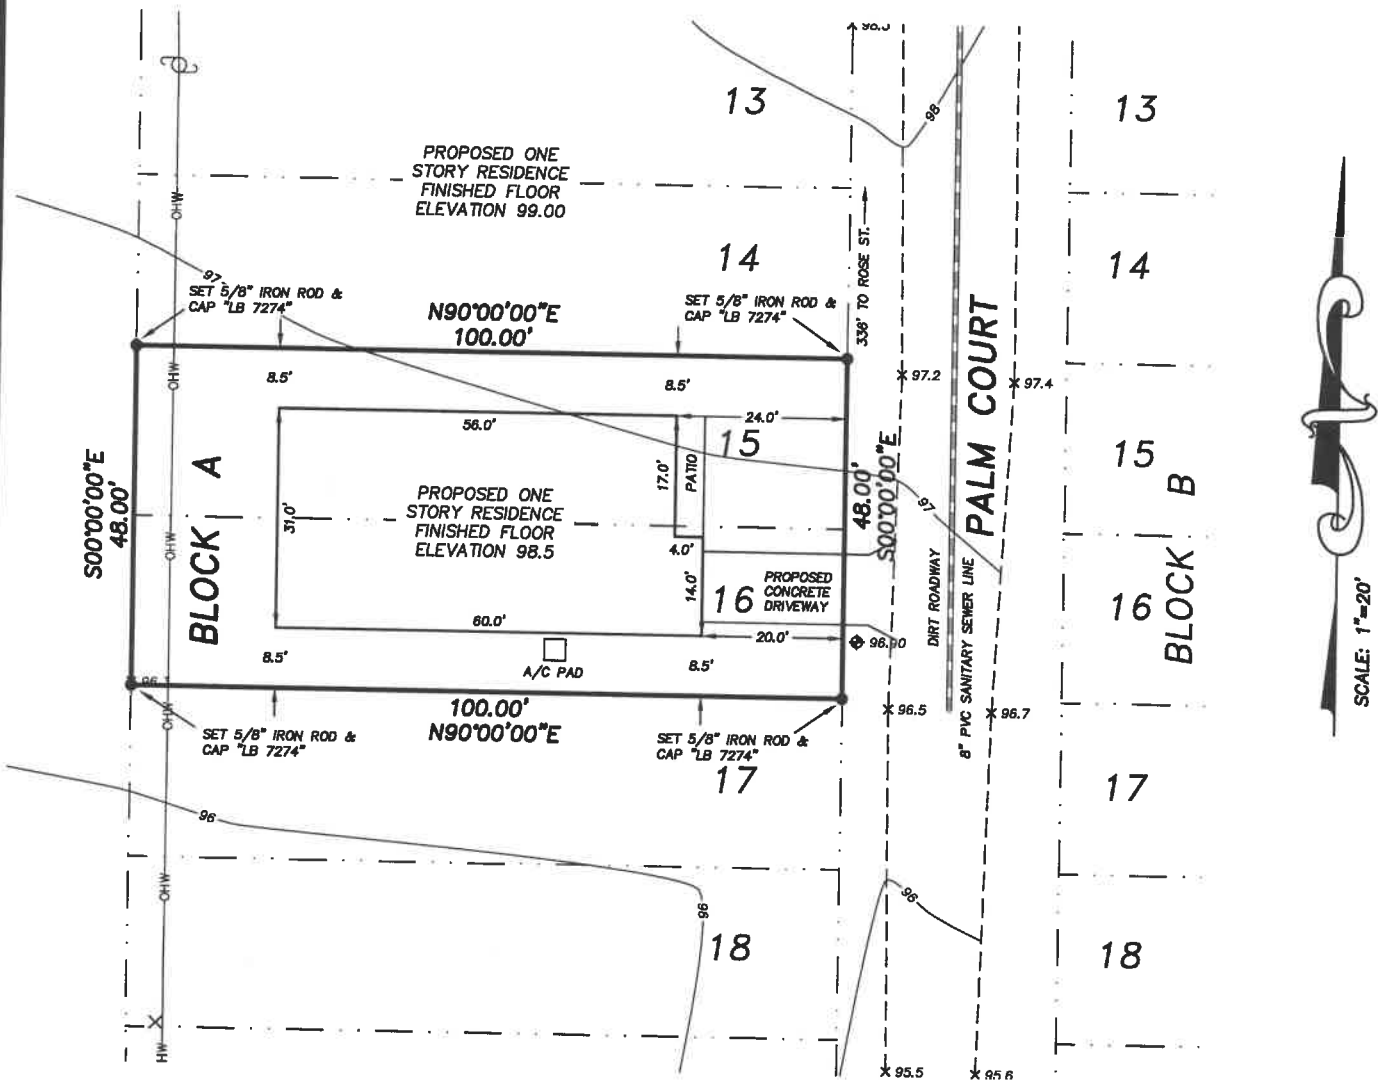 98
13
13
PROPOSED ONE
STORY RESIDENCE
FINISHED FLOOR
ELEVATION 99.00
OHW
14
14
338' TO ROSE ST.
97
SET 5/8" IRON ROD &
CAP "LB 7274"
N90°00'00"E
100.00'
SET 5/8" IRON ROD &
CAP "LB 7274"
PALM COURT
OHW
8.5'
8.5'
97.2
97.4
56.0'
24.0'
15
15
17.0'
PATIO
S00°00'00"E
48.00'
BLOCK A
31.0'
PROPOSED ONE
STORY RESIDENCE
FINISHED FLOOR
ELEVATION 98.5
48.00'
S00°00'00"E
97
BLOCK B
OHW
4.0'
14.0'
16
PROPOSED
CONCRETE
DRIVEWAY
DIRT ROADWAY
8" PVC SANITARY SEWER LINE
16
60.0'
20.0'
96.90
8.5'
A/C PAD
8.5'
SCALE: 1"=20'
100.00'
N90°00'00"E
96.5
96.7
OHW
SET 5/8" IRON ROD &
CAP "LB 7274"
SET 5/8" IRON ROD &
CAP "LB 7274"
17
17
96
OHW
96
96
18
18
HW
95.5
95.6